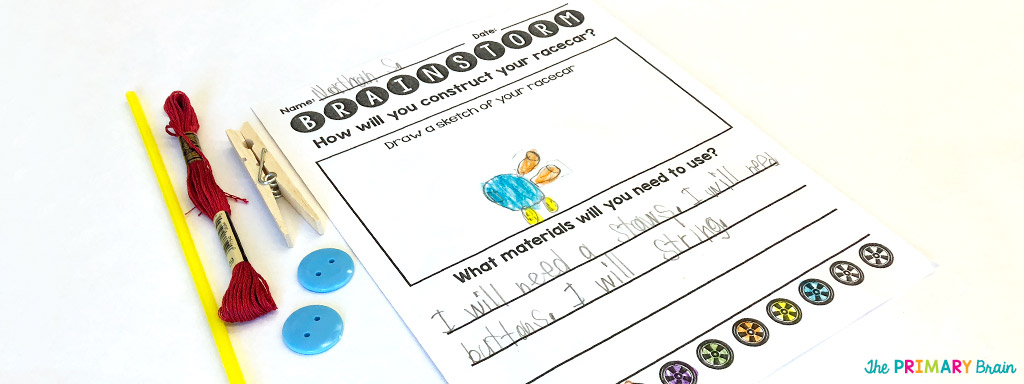 Name: Date:
BRAINSTORM
How will you construct your racecar?
Draw a sketch of your racecar
What materials will you need to use?
I will need a straws. I will need
buttons. I will string.
The PRIMARY Brain